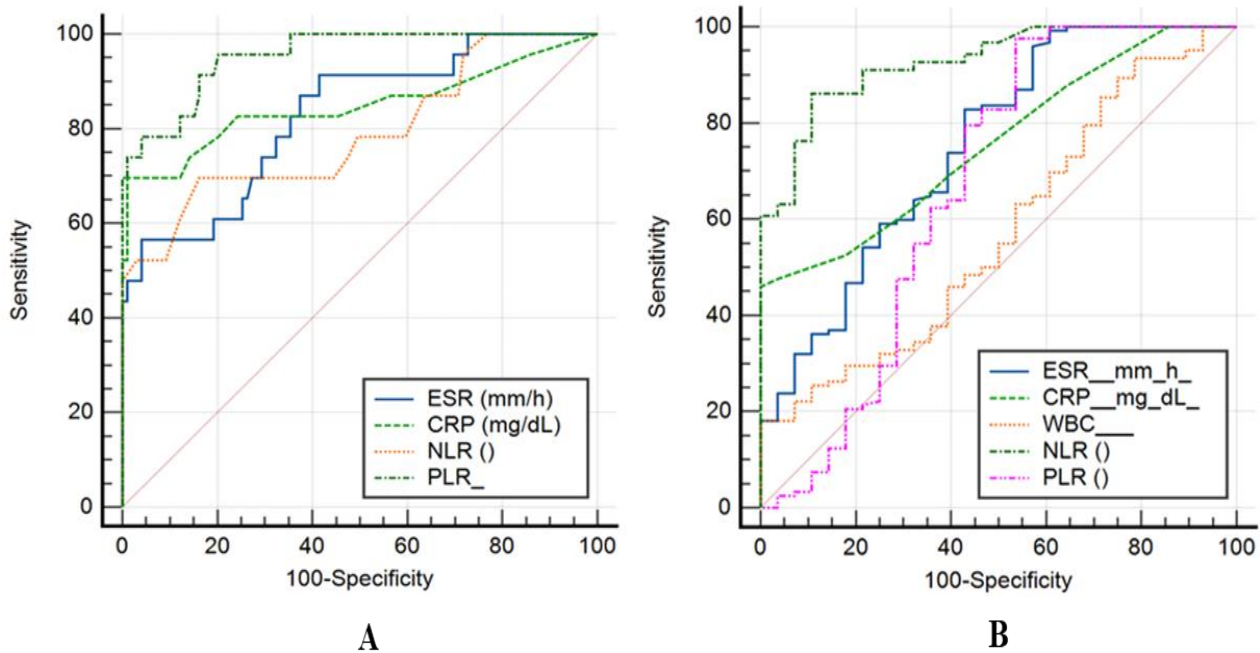 100
80
60
40
20
0
Sensitivity
ESR (mm/h)
CRP (mg/dL)
NLR ()
PLR_
0 20 40 60 80 100
100-Specificity
A
100
80
60
40
20
0
Sensitivity
ESR__mm_h_
CRP__mg_dL_
WBC___
NLR ()
PLR ()
0 20 40 60 80 100
100-Specificity
B